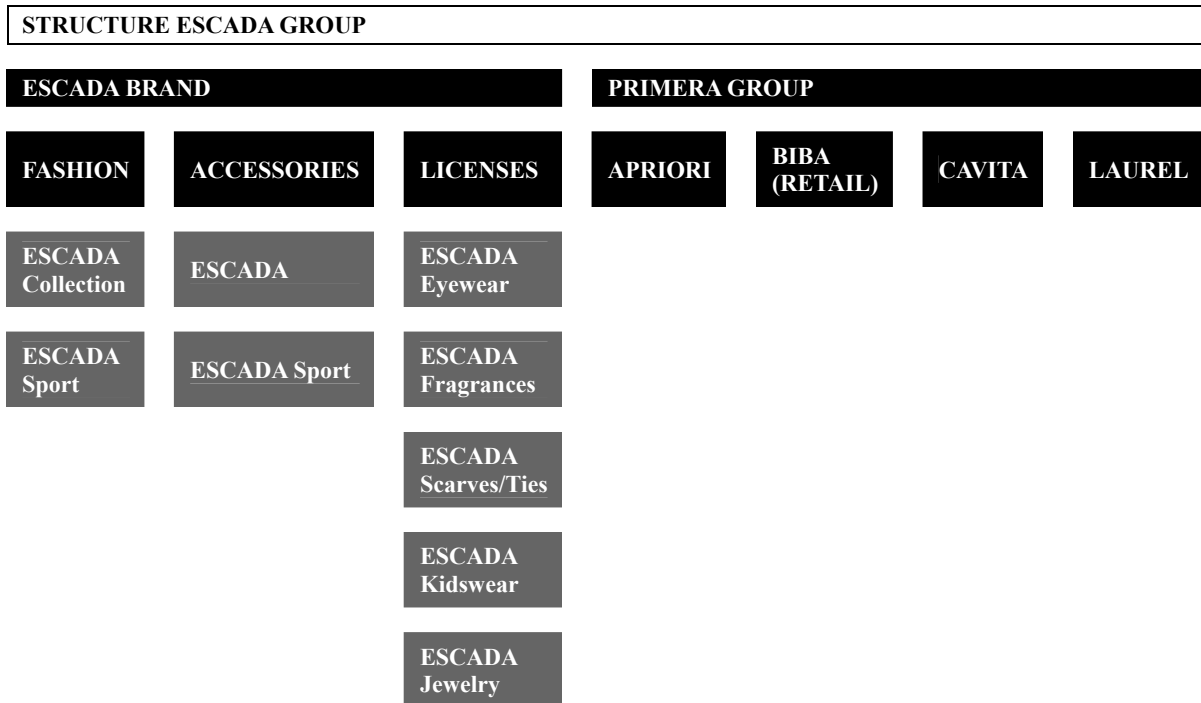 STRUCTURE ESCADA GROUP
ESCADA BRAND
PRIMERA GROUP
FASHION
ACCESSORIES
LICENSES
APRIORI
BIBA
(RETAIL)
CAVITA
LAUREL
ESCADA
Collection
ESCADA
ESCADA
Eyewear
ESCADA
Sport
ESCADA Sport
ESCADA
Fragrances
ESCADA
Scarves/Ties
ESCADA
Kidswear
ESCADA
Jewelry